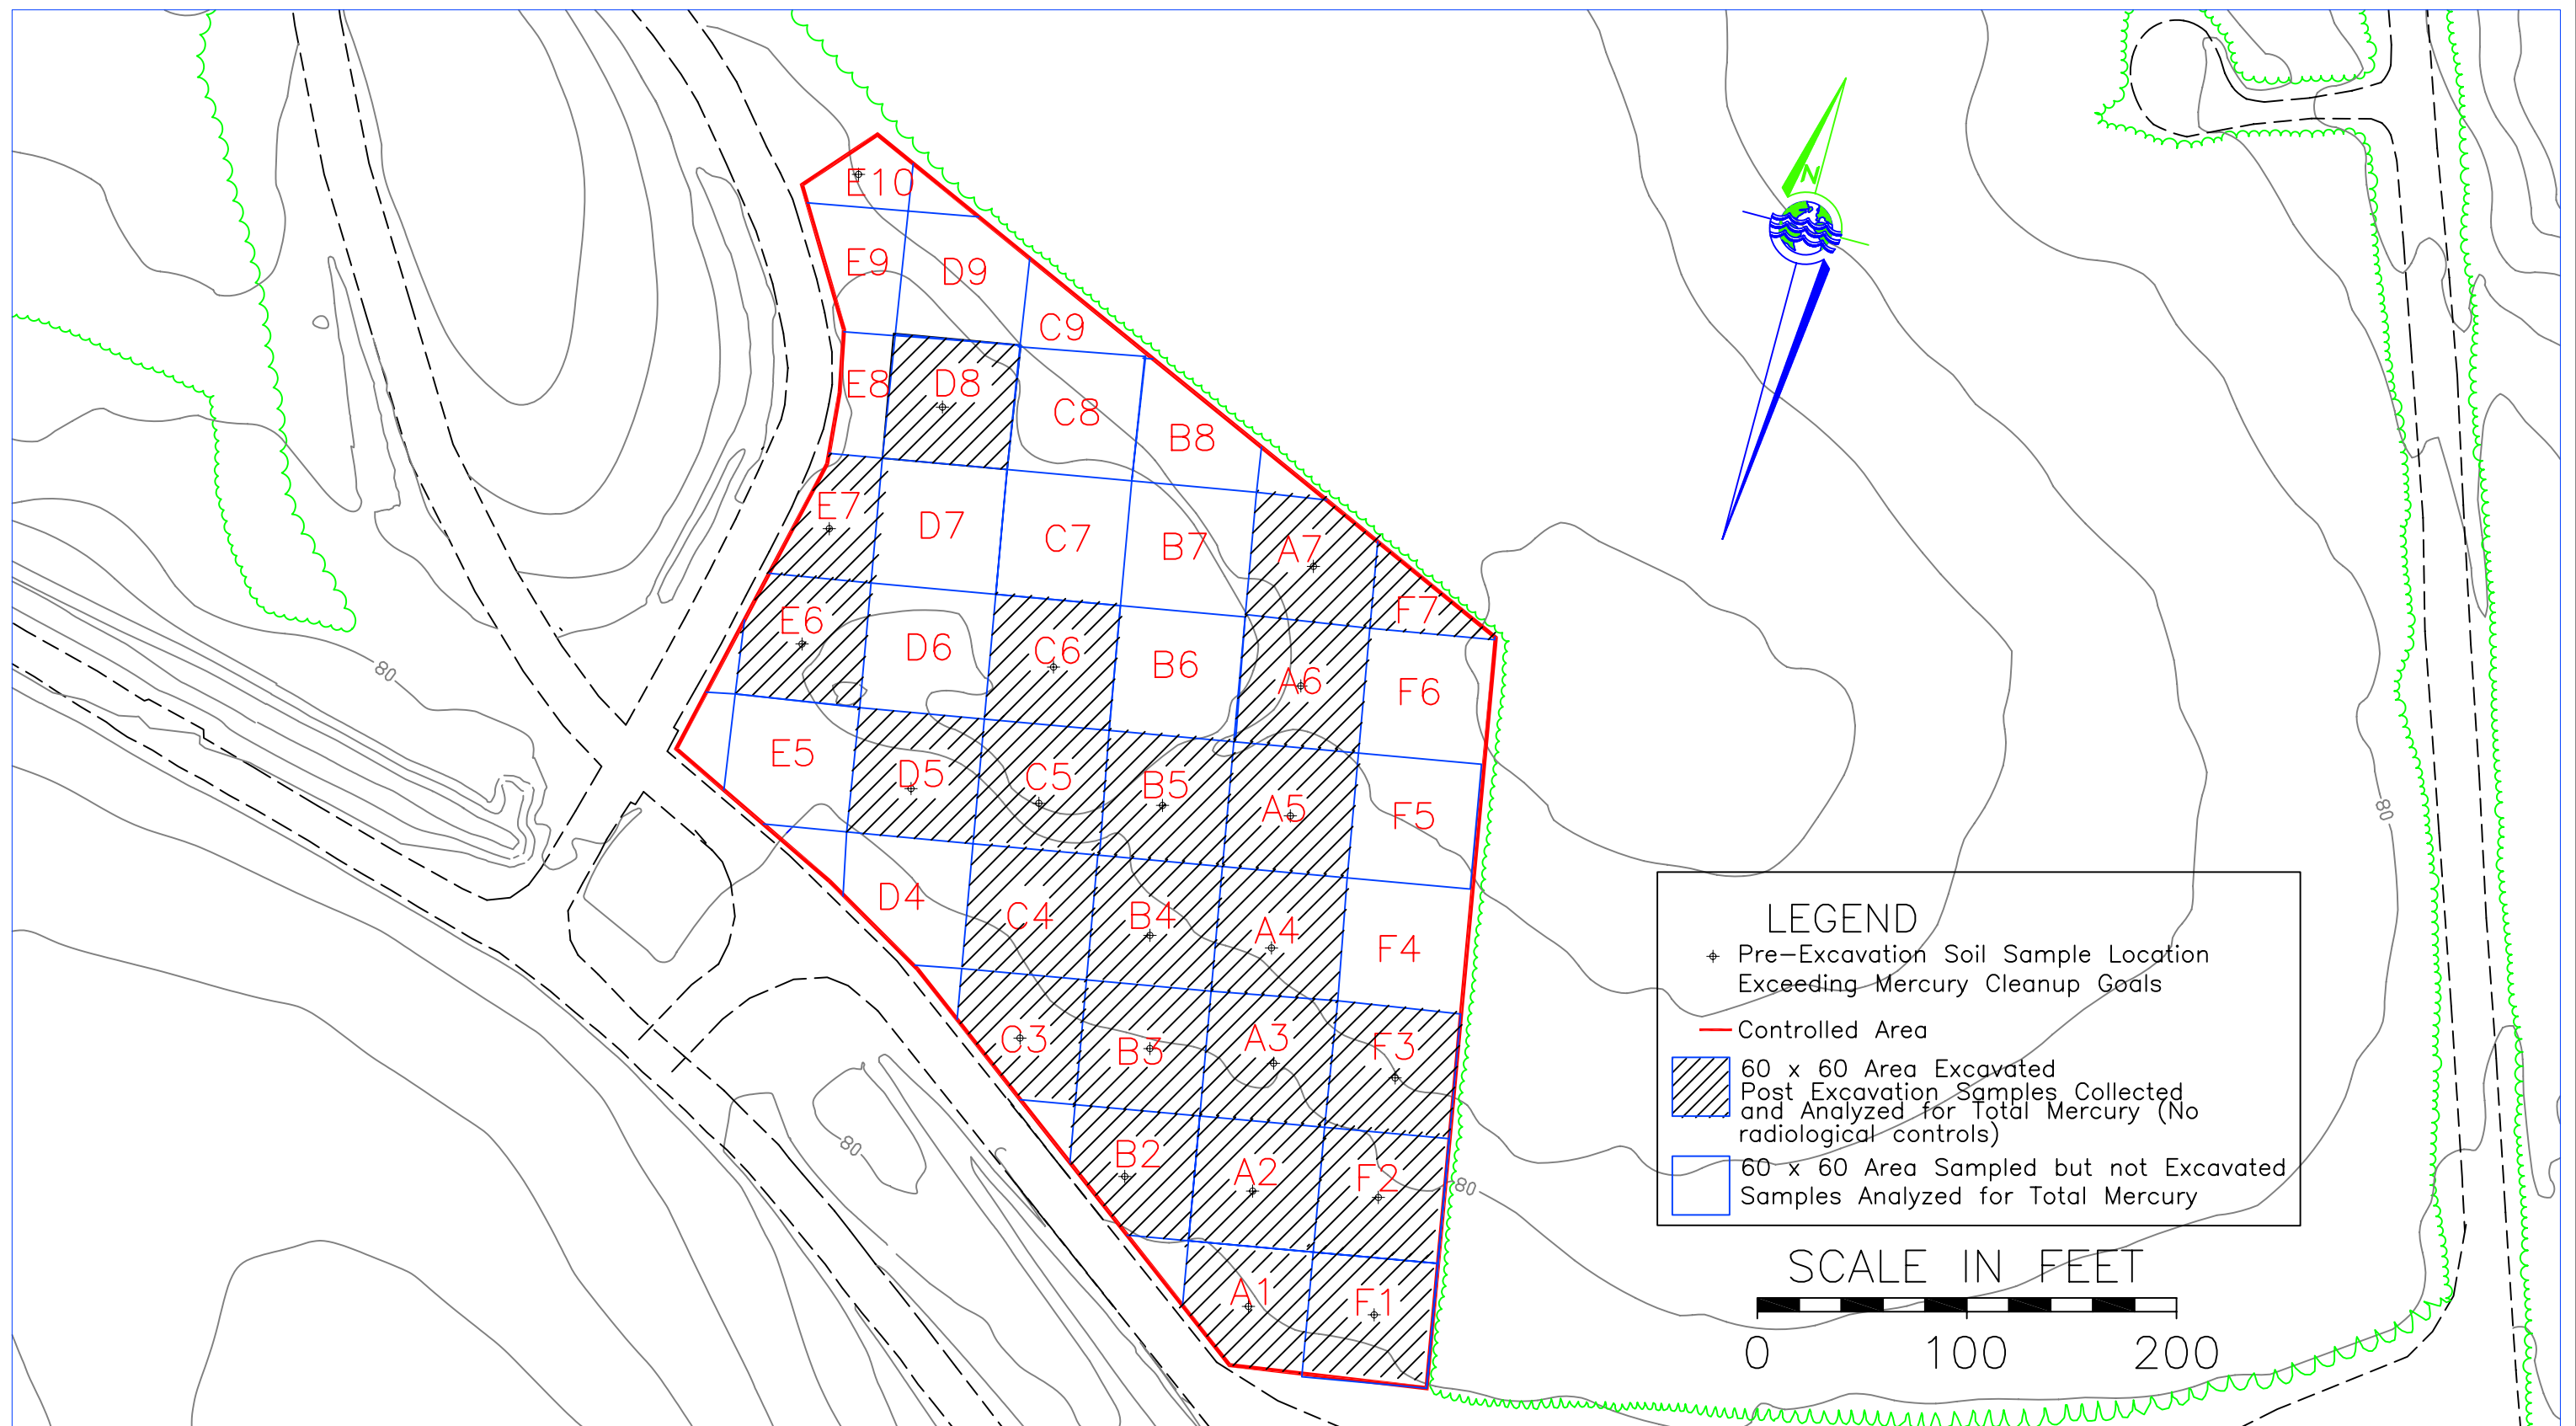 N
E10
E9
D9
C9
E8
D8
C8
B8
E7
D7
C7
B7
A7
F7
E6
D6
C6
B6
A6
F6
80
E5
D5
C5
B5
A5
F5
80
D4
C4
B4
A4
F4
C3
B3
A3
F3
80
B2
A2
F2
80
A1
F1
LEGEND
Pre-Excavation Soil Sample Location
Exceeding Mercury Cleanup Goals
Controlled Area
60 x 60 Area Excavated
Post Excavation Samples Collected
and Analyzed for Total Mercury (No
radiological controls)
60 x 60 Area Sampled but not Excavated
Samples Analyzed for Total Mercury
SCALE IN FEET
0 100 200